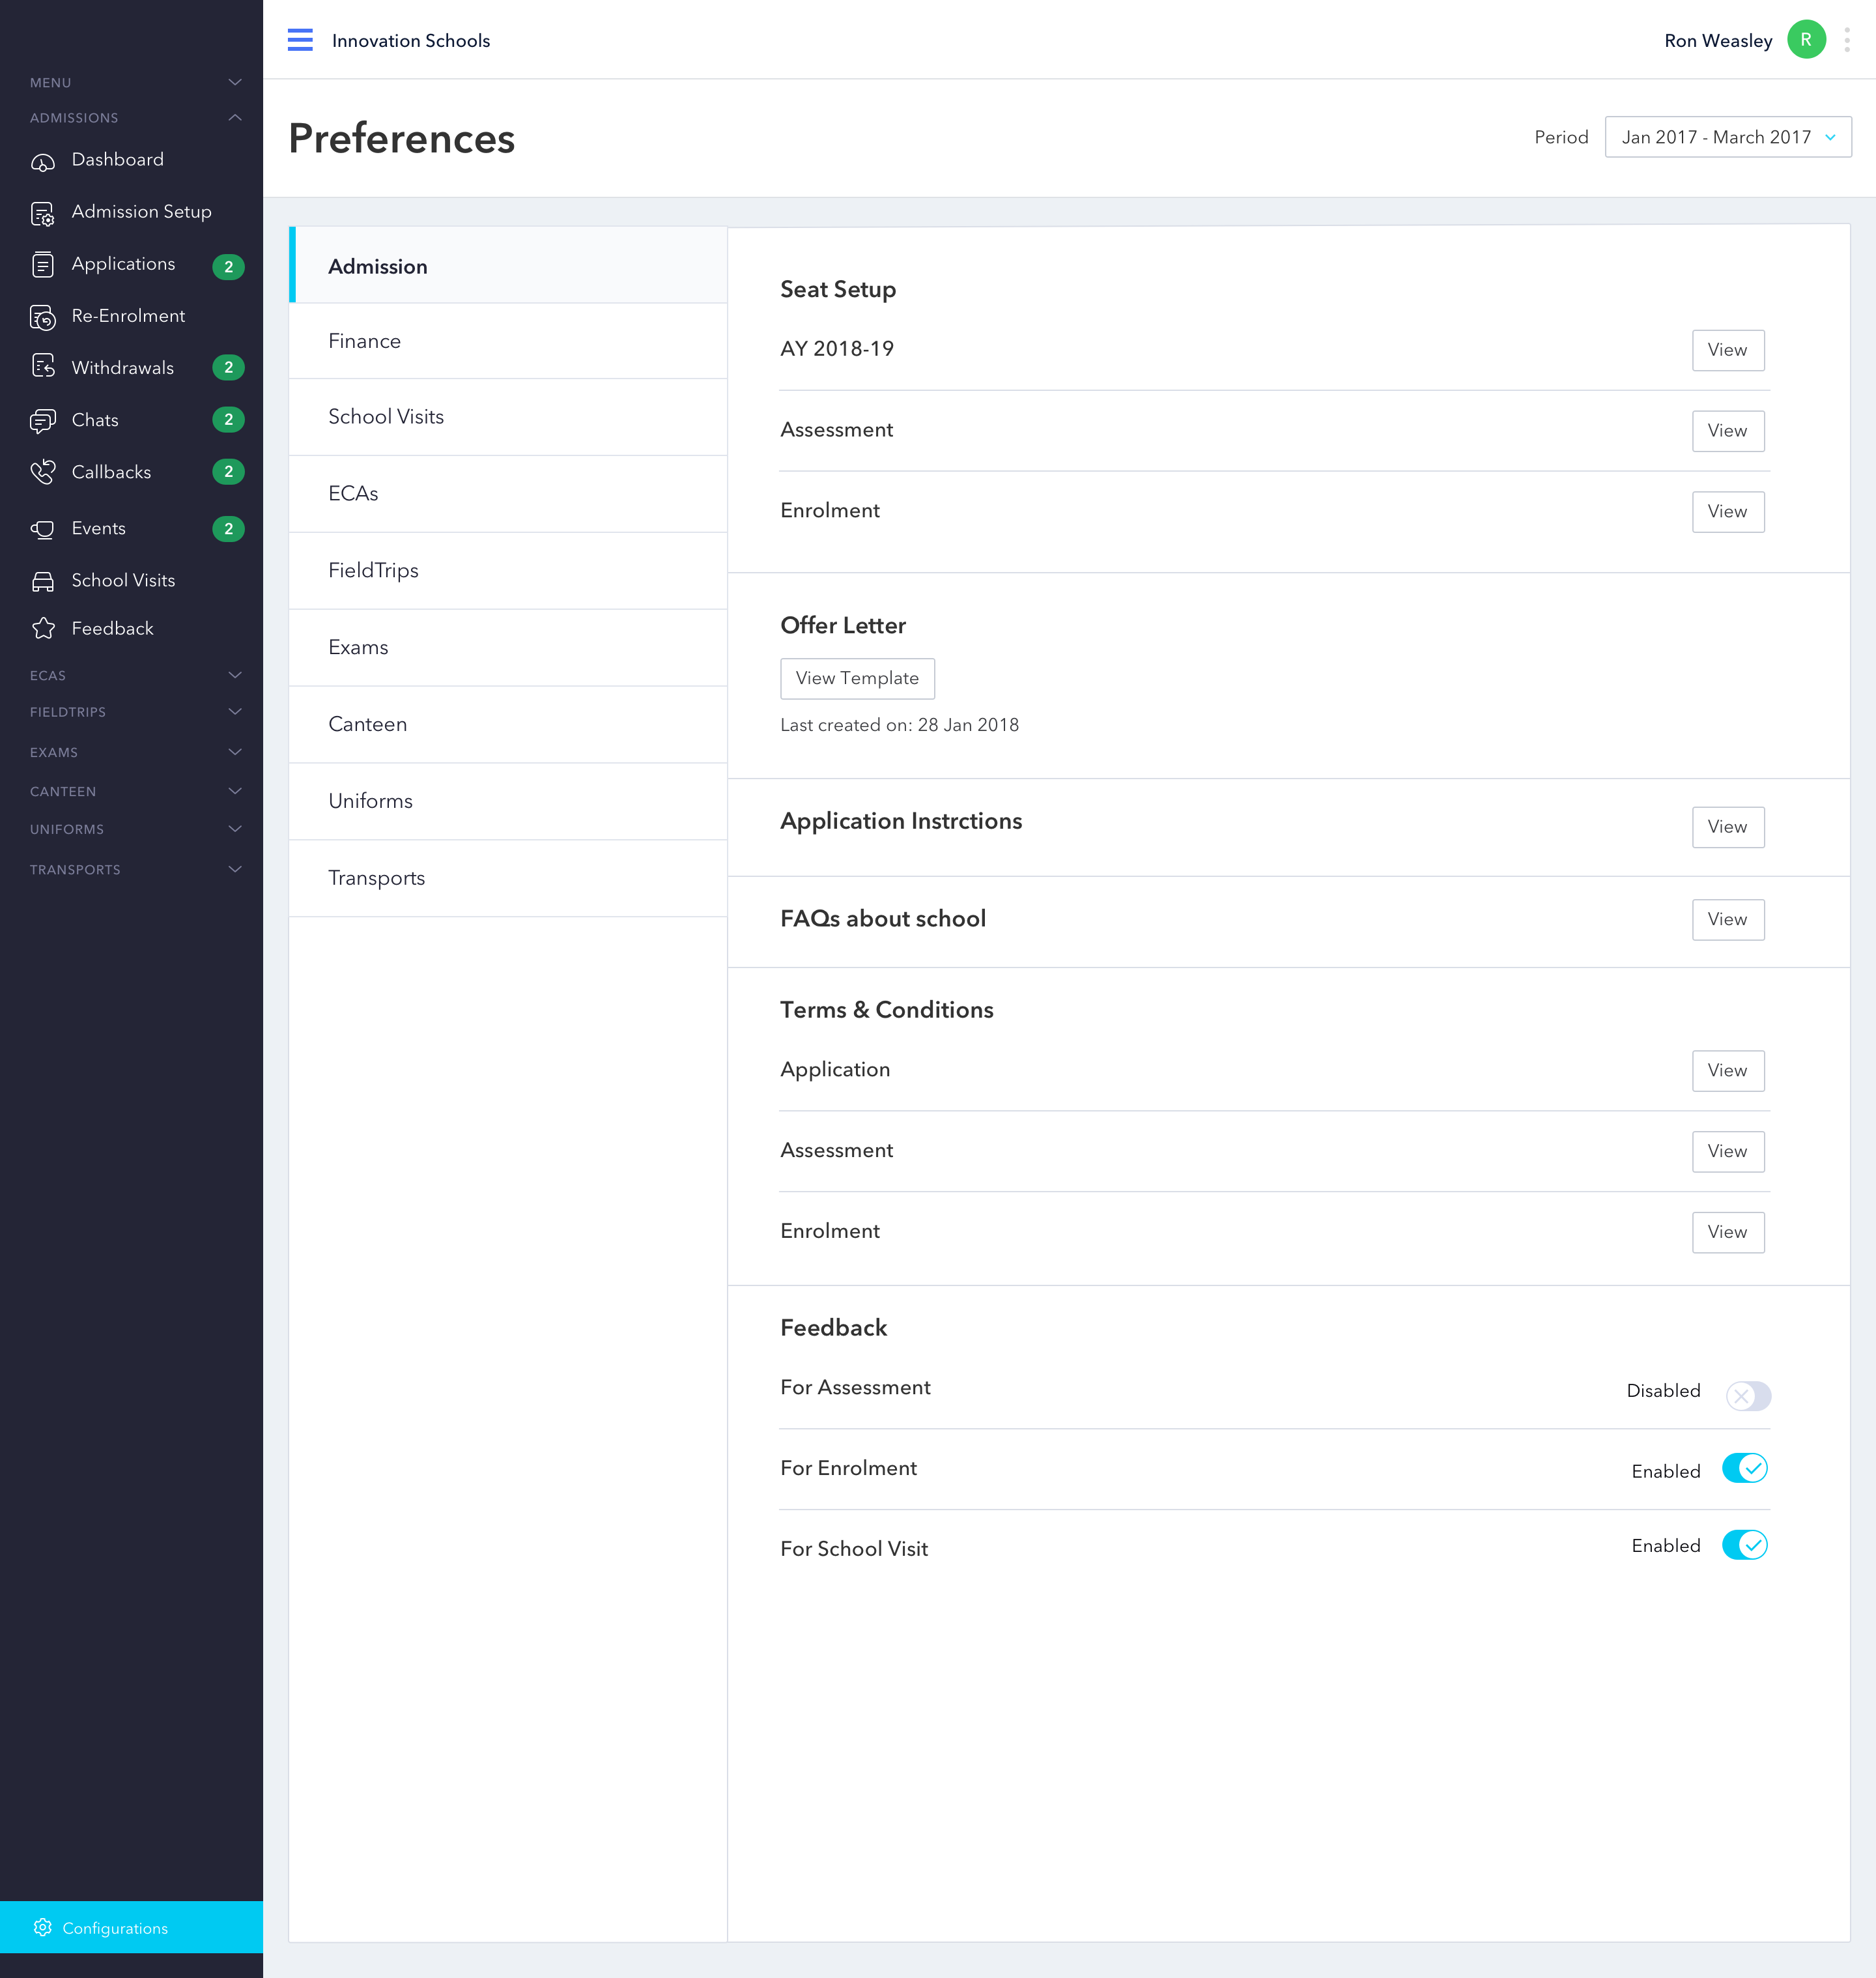 Innovation Schools
Ron Weasley
R
MENU
ADMISSIONS
Dashboard
Admission Setup
Applications 2
Re-Enrolment
Withdrawals 2
Chats 2
Callbacks 2
Events 2
School Visits
Feedback
ECAS
FIELDTRIPS
EXAMS
CANTEEN
UNIFORMS
TRANSPORTS
Configurations
Preferences
Period Jan 2017 - March 2017
Admission
Finance
School Visits
ECAs
FieldTrips
Exams
Canteen
Uniforms
Transports
Seat Setup
AY 2018-19 View
Assessment View
Enrolment View
Offer Letter
View Template
Last created on: 28 Jan 2018
Application Instrctions View
FAQs about school View
Terms & Conditions
Application View
Assessment View
Enrolment View
Feedback
For Assessment Disabled
For Enrolment Enabled
For School Visit Enabled